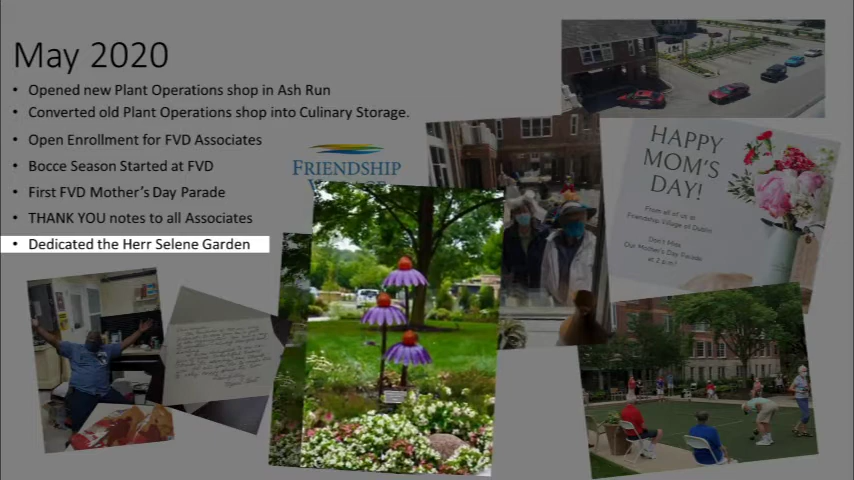 May 2020
• Opened new Plant Operations shop in Ash Run
• Converted old Plant Operations shop into Culinary Storage.
• Open Enrollment for FVD Associates
• Bocce Season Started at FVD
• First FVD Mother's Day Parade
• THANK YOU notes to all Associates
• Dedicated the Herr Selene Garden
FRIENDSHIP
HAPPY
MOM'S
DAY!
From all of us at
Friendship Village of Dublin
Don't Miss
Our Mother's Day Parade
at 2 p.m!